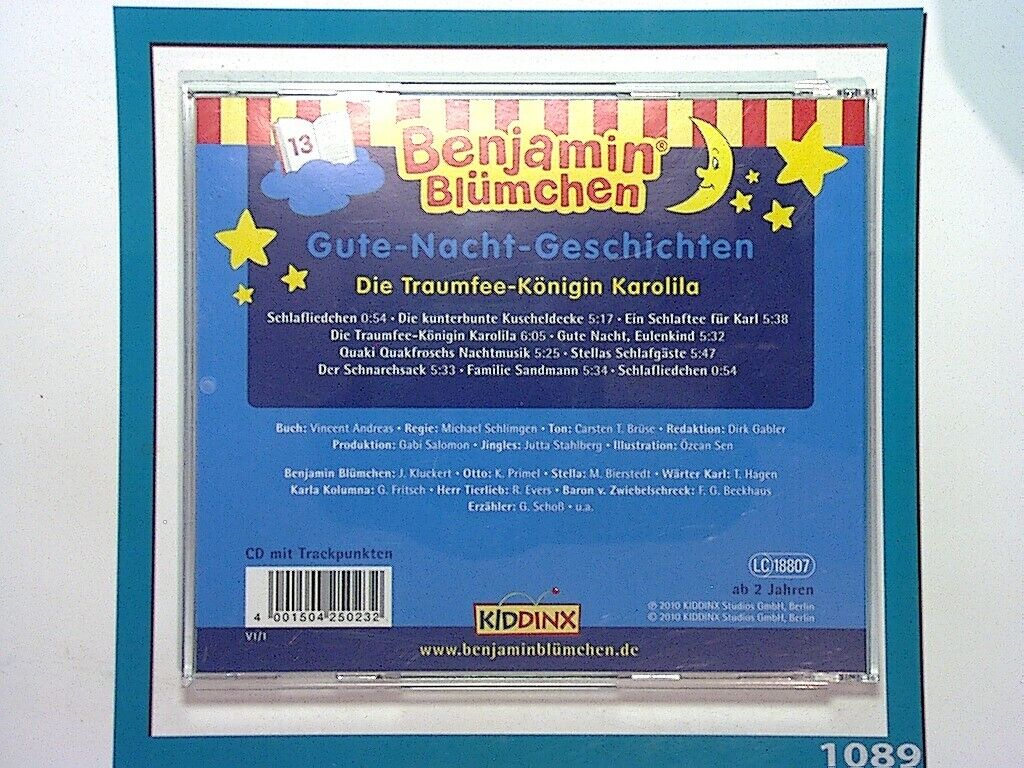 13
Benjamin®
Blümchen
Gute-Nacht-Geschichten
Die Traumfee-Königin Karolila
Schlafliedchen 0:54 • Die kunterbunte Kuscheldecke 5:17 • Ein Schlaftee für Karl 5:38
Die Traumfee-Königin Karolila 6:05 • Gute Nacht, Eulenkind 5:32
Quaki Quakfroschs Nachtmusik 5:25 • Stellas Schlafgäste 5:47
Der Schnarchsack 5:33 • Familie Sandmann 5:34 • Schlafliedchen 0:54
Buch: Vincent Andreas • Regie: Michael Schlimgen • Ton: Carsten T. Brüse • Redaktion: Dirk Gabler
Produktion: Gabi Salomon • Jingles: Jutta Stahlberg • Illustration: Özcan Sen
Benjamin Blümchen: J. Kluckert • Otto: K. Primel • Stella: M. Bierstedt • Wärter Karl: T. Hagen
Karla Kolumna: G. Fritsch • Herr Tierlieb: R. Evers • Baron v. Zwiebelschreck: F. G. Beckhaus
Erzähler: G. Schoß • u.a.
CD mit Trackpunkten
LC 18807
ab 2 Jahren
4 001504 250232
℗ 2010 KIDDINX Studios GmbH, Berlin
© 2010 KIDDINX Studios GmbH, Berlin
KIDDINX
V1/1
www.benjaminblümchen.de
1089